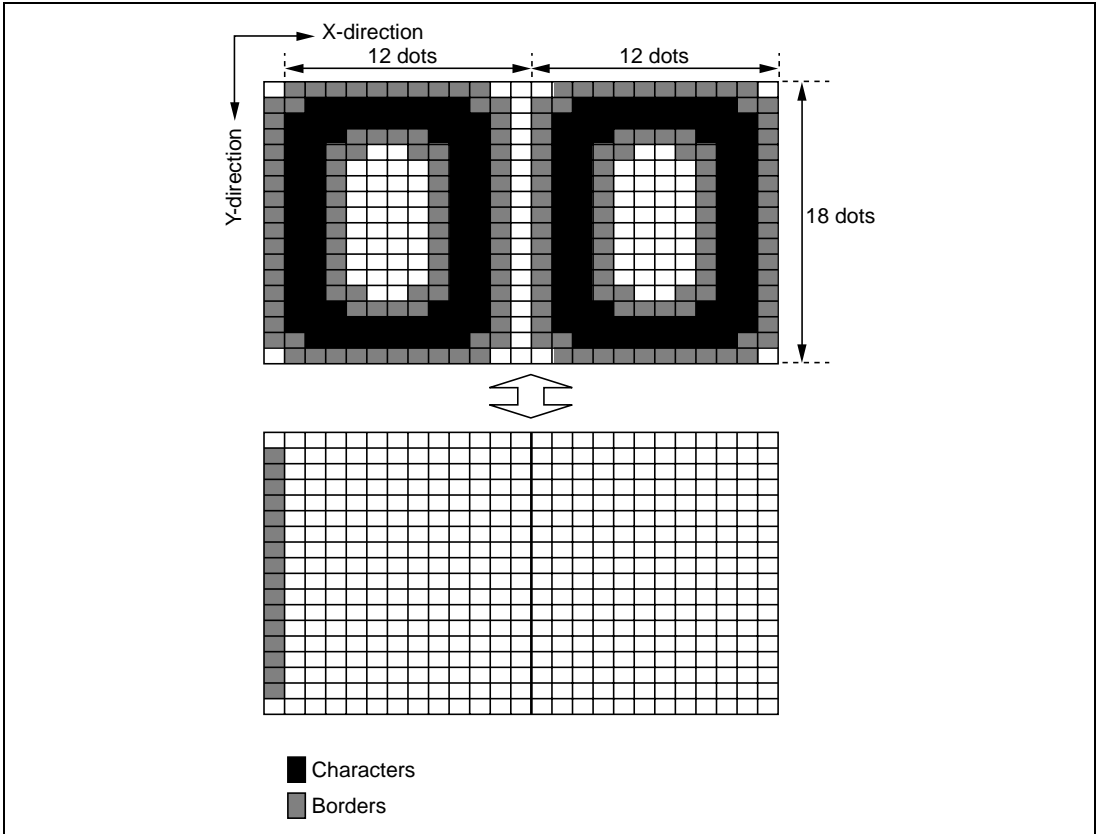 X-direction
12 dots 12 dots
Y-direction
18 dots
Characters
Borders